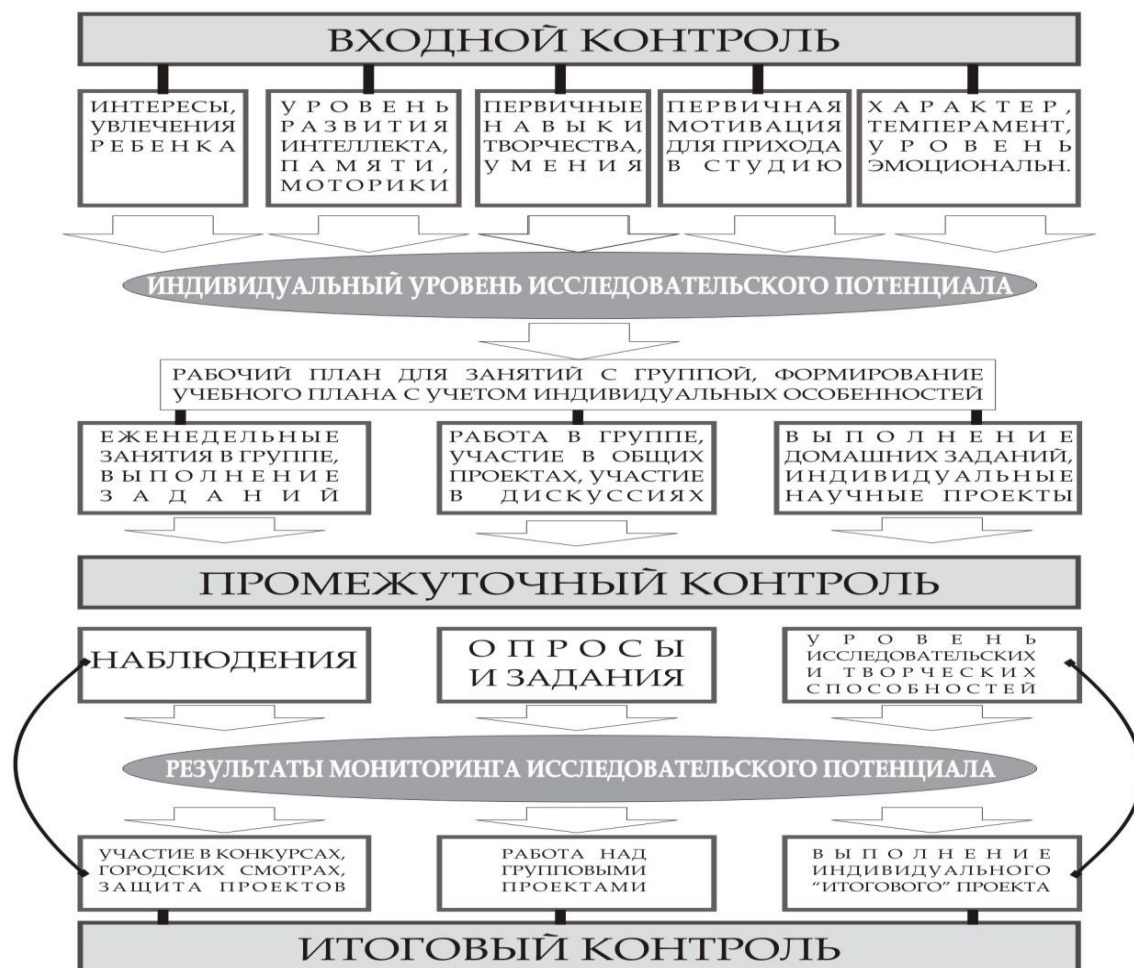 ВХОДНОЙ КОНТРОЛЬ
ИНТЕРЕСЫ,
УВЛЕЧЕНИЯ
РЕБЕНКА
УРОВЕНЬ
РАЗВИТИЯ
ИНТЕЛЛЕКТА,
ПАМЯТИ,
МОТОРИКИ
ПЕРВИЧНЫЕ
НАВЫКИ
ТВОРЧЕСТВА,
УМЕНИЯ
ПЕРВИЧНАЯ
МОТИВАЦИЯ
ДЛЯ ПРИХОДА
В СТУДИЮ
ХАРАКТЕР,
ТЕМПЕРАМЕНТ,
УРОВЕНЬ
ЭМОЦИОНАЛЬН.
ИНДИВИДУАЛЬНЫЙ УРОВЕНЬ ИССЛЕДОВАТЕЛЬСКОГО ПОТЕНЦИАЛА
РАБОЧИЙ ПЛАН ДЛЯ ЗАНЯТИЙ С ГРУППОЙ, ФОРМИРОВАНИЕ
УЧЕБНОГО ПЛАНА С УЧЕТОМ ИНДИВИДУАЛЬНЫХ ОСОБЕННОСТЕЙ
ЕЖЕНЕДЕЛЬНЫЕ
ЗАНЯТИЯ В ГРУППЕ,
ВЫПОЛНЕНИЕ
ЗАДАНИЙ
РАБОТА В ГРУППЕ,
УЧАСТИЕ В ОБЩИХ
ПРОЕКТАХ, УЧАСТИЕ
В ДИСКУССИЯХ
ВЫПОЛНЕНИЕ
ДОМАШНИХ ЗАДАНИЙ,
ИНДИВИДУАЛЬНЫЕ
НАУЧНЫЕ ПРОЕКТЫ
ПРОМЕЖУТОЧНЫЙ КОНТРОЛЬ
НАБЛЮДЕНИЯ
ОПРОСЫ
И ЗАДАНИЯ
УРОВЕНЬ
ИССЛЕДОВАТЕЛЬСКИХ
И ТВОРЧЕСКИХ
СПОСОБНОСТЕЙ
РЕЗУЛЬТАТЫ МОНИТОРИНГА ИССЛЕДОВАТЕЛЬСКОГО ПОТЕНЦИАЛА
УЧАСТИЕ В КОНКУРСАХ,
ГОРОДСКИХ СМОТРАХ,
ЗАЩИТА ПРОЕКТОВ
РАБОТА НАД
ГРУППОВЫМИ
ПРОЕКТАМИ
ВЫПОЛНЕНИЕ
ИНДИВИДУАЛЬНОГО
“ИТОГОВОГО” ПРОЕКТА
ИТОГОВЫЙ КОНТРОЛЬ